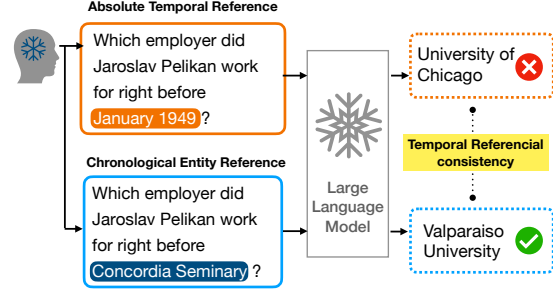 Absolute Temporal Reference
Which employer did
Jaroslav Pelikan work
for right before
January 1949 ?
University of
Chicago
Temporal Referencial
consistency
Large
Language
Model
Chronological Entity Reference
Which employer did
Jaroslav Pelikan work
for right before
Concordia Seminary ?
Valparaiso
University